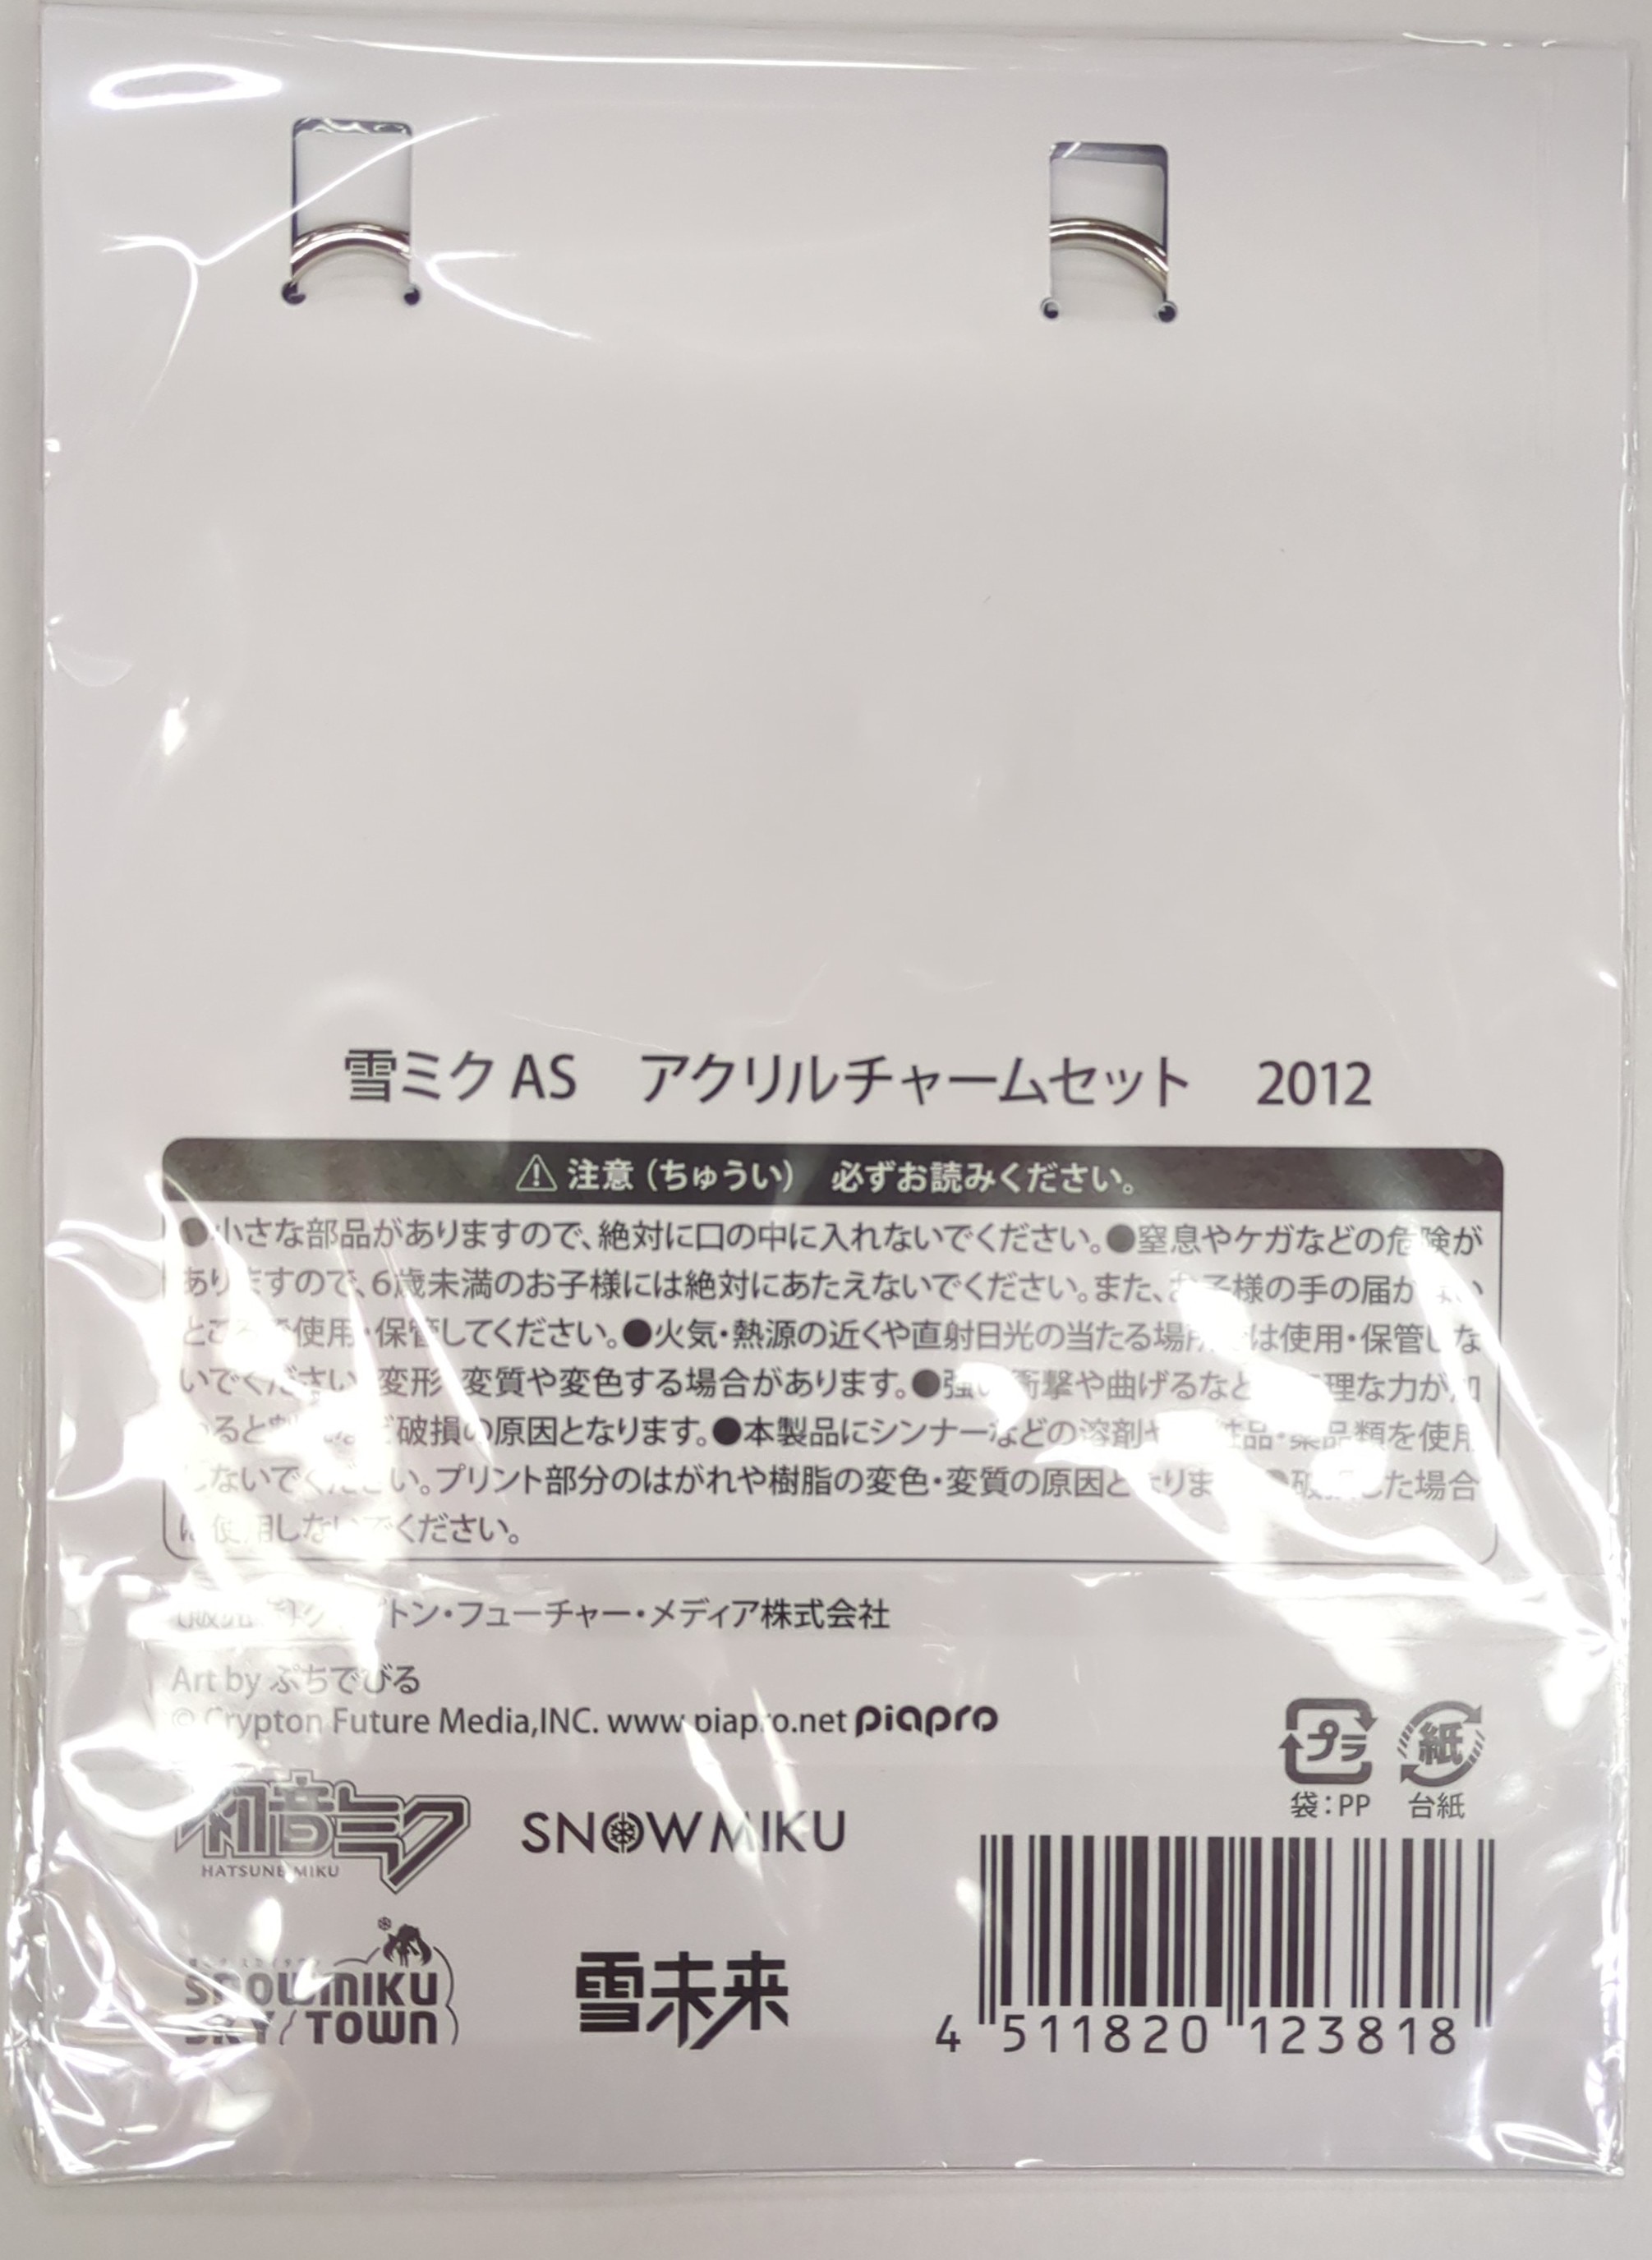 雪ミク AS　アクリルチャームセット　2012
注意（ちゅうい）　必ずお読みください。
●小さな部品がありますので、絶対に口の中に入れないでください。●窒息やケガなどの危険が
ありますので、6歳未満のお子様には絶対にあたえないでください。また、お子様の手の届かない
ところで使用・保管してください。●火気・熱源の近くや直射日光の当たる場所では使用・保管しな
いでください。変形・変質や変色する場合があります。●強い衝撃や曲げるなど 理な力が加
ると 破損の原因となります。●本製品にシンナーなどの溶剤や 粧品・薬品類を使用
しないでください。プリント部分のはがれや樹脂の変色・変質の原因となりま ●破 した場合
は使用しないでください。
トン・フューチャー・メディア株式会社
Art by ぷちでびる
© Crypton Future Media,INC. www.piapro.net piapro
プラ 紙
袋：PP 台紙
初音ミク
HATSUNE MIKU
SNOW MIKU
SNOW MIKU
SKY TOWN
雪未来
4 511820 123818